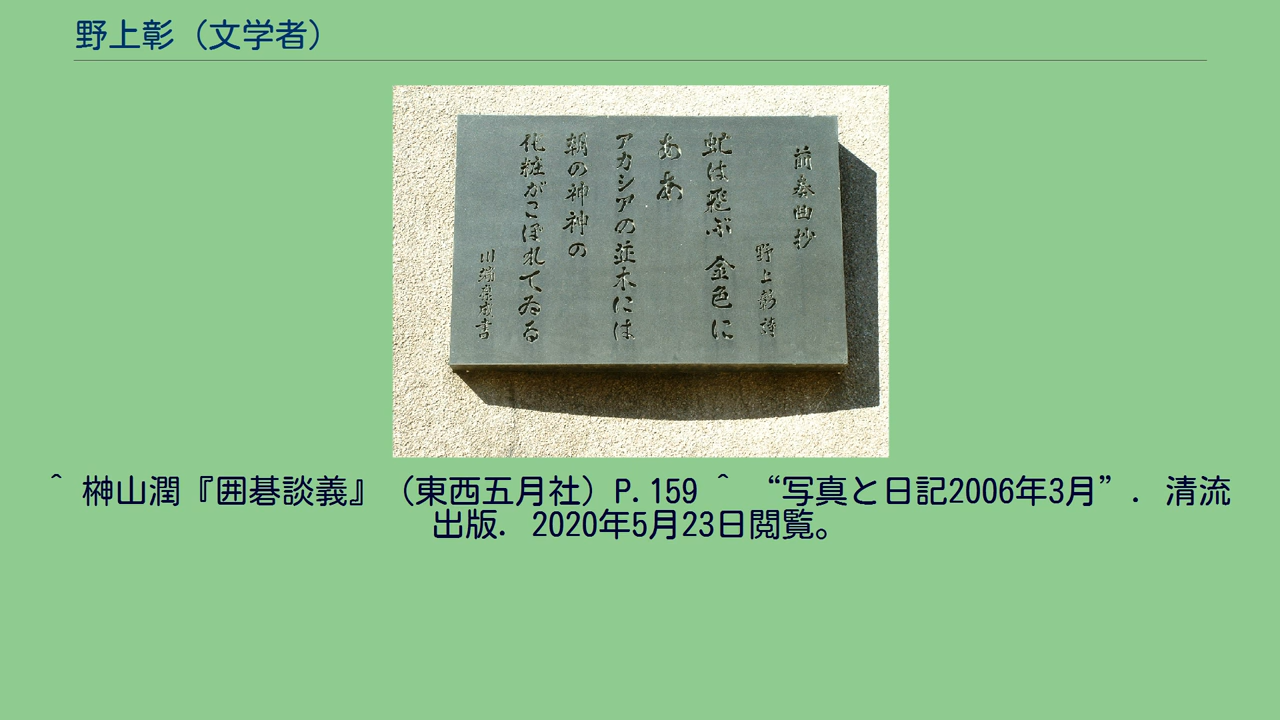 野上彰（文学者）
前奏曲抄
野上彰 詩
虹は飛ぶ 金色に
ああ
アカシアの並木には
朝の神神の
化粧がこぼれてゐる
川端康成書
^ 榊山潤『囲碁談義』（東西五月社）P.159 ^ “写真と日記2006年3月”. 清流
出版. 2020年5月23日閲覧。